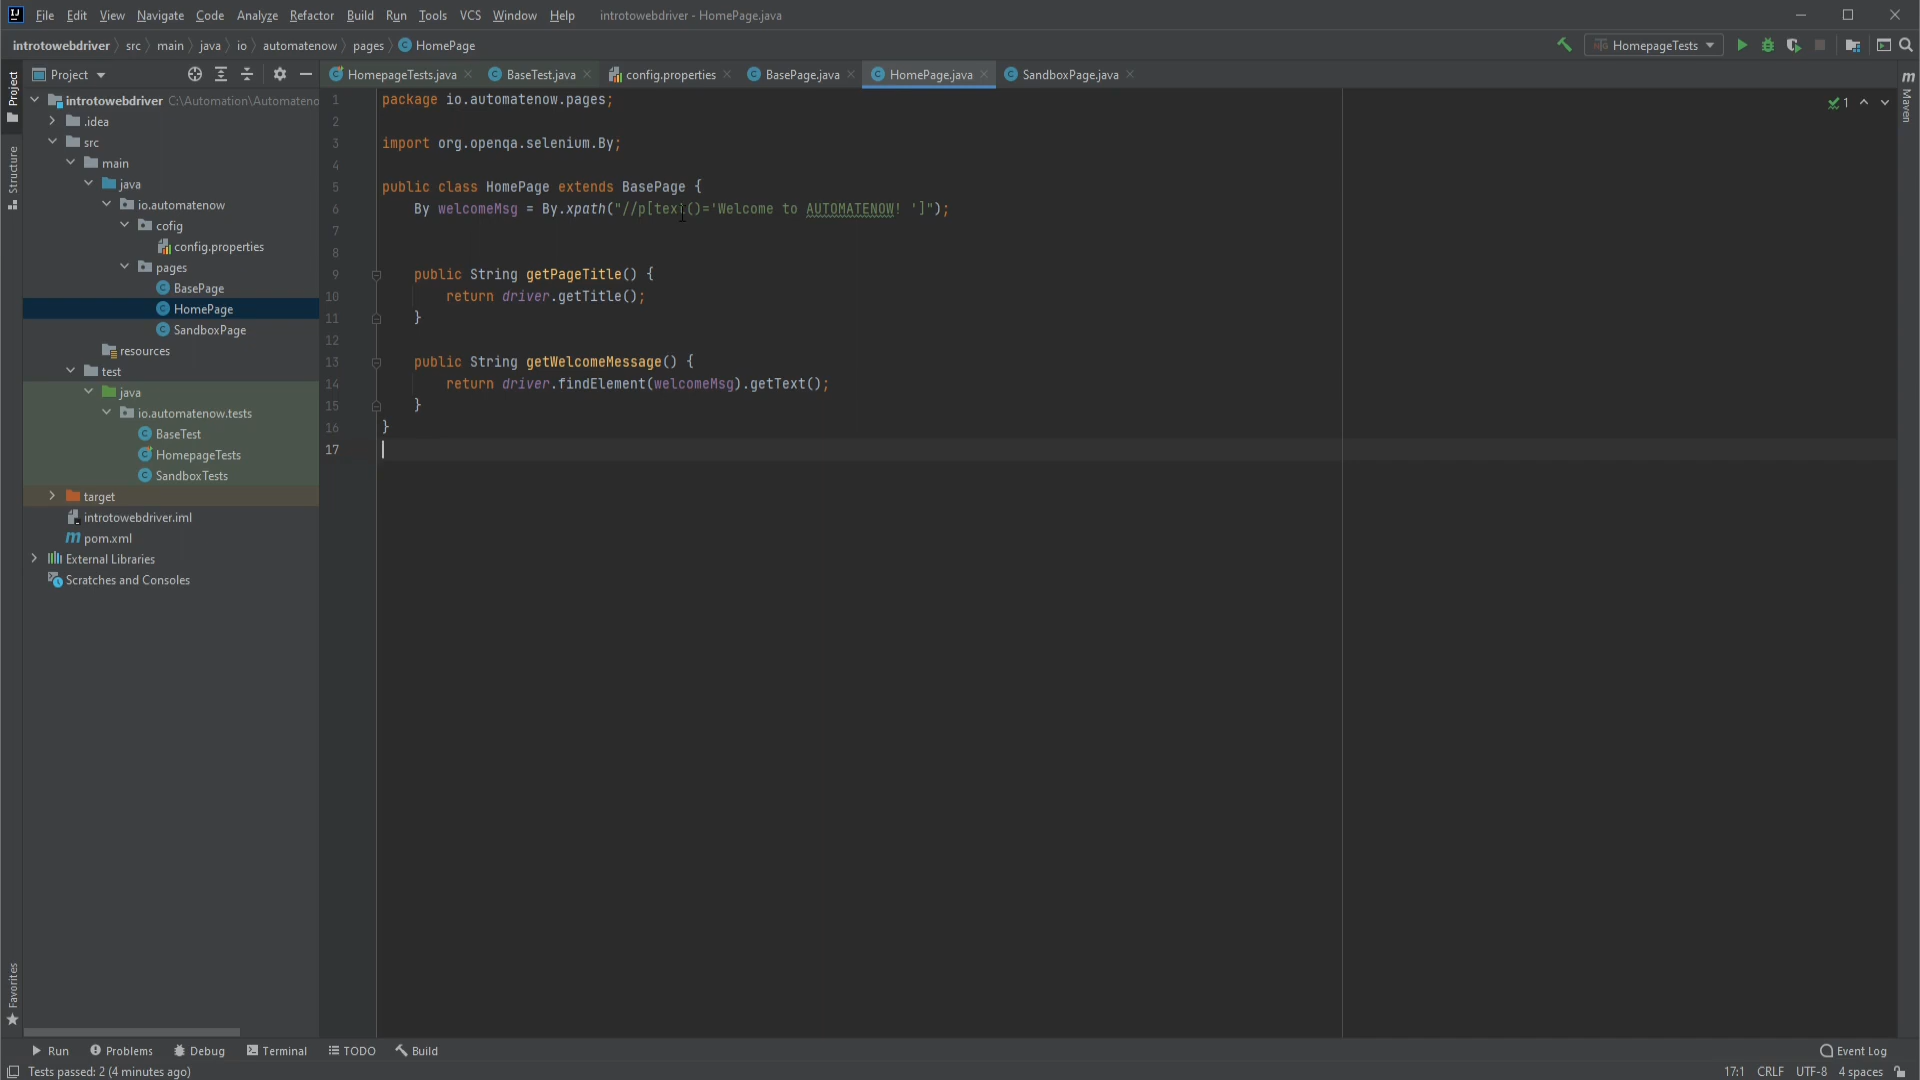 File Edit View Navigate Code Analyze Refactor Build Run Tools VCS Window Help introtowebdriver - HomePage.java
introtowebdriver src main java io automatenow pages HomePage HomepageTests
Project HomepageTests.java BaseTest.java config.properties BasePage.java HomePage.java SandboxPage.java
Project
Structure
Favorites
m Maven
introtowebdriver C:\Automation\Automateno
.idea
src
main
java
io.automatenow
cofig
config.properties
pages
BasePage
HomePage
SandboxPage
resources
test
java
io.automatenow.tests
BaseTest
HomepageTests
SandboxTests
target
introtowebdriver.iml
m pom.xml
External Libraries
Scratches and Consoles
1 package io.automatenow.pages;
2
3 import org.openqa.selenium.By;
4
5 public class HomePage extends BasePage {
6 By welcomeMsg = By.xpath("//p[text()='Welcome to AUTOMATENOW! ']");
7
8
9 public String getPageTitle() {
10 return driver.getTitle();
11 }
12
13 public String getWelcomeMessage() {
14 return driver.findElement(welcomeMsg).getText();
15 }
16 }
17
1
Run Problems Debug Terminal TODO Build Event Log
Tests passed: 2 (4 minutes ago) 17:1 CRLF UTF-8 4 spaces